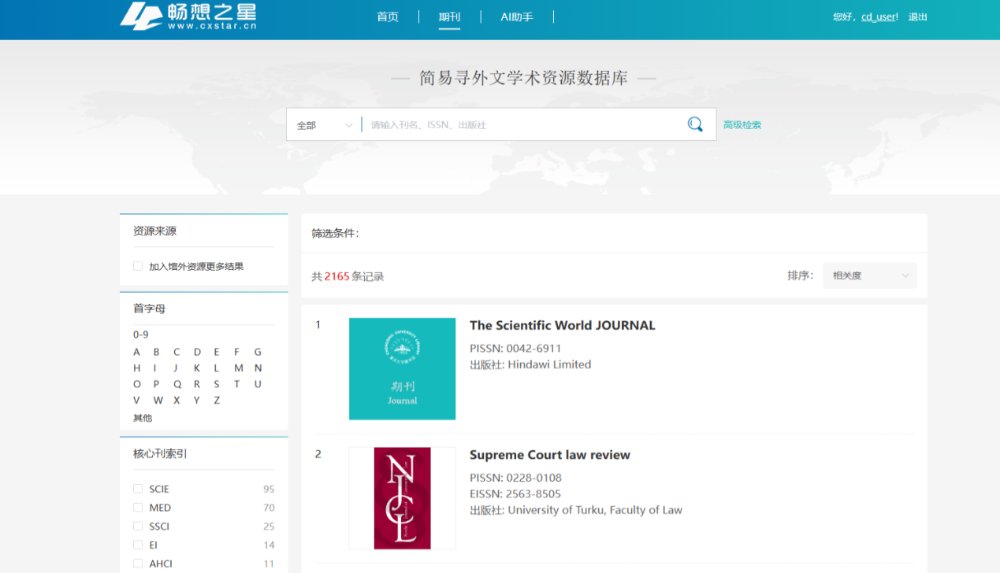 畅想之星
www.cxstar.cn
首页 期刊 AI助手
您好，cd_user! 退出
简易寻外文学术资源数据库
全部 请输入刊名、ISSN、出版社
高级检索
资源来源
加入馆外资源更多结果
首字母
0-9
A B C D E F G
H I J K L M N
O P Q R S T U
V W X Y Z
其他
核心刊索引
SCIE 95
MED 70
SSCI 25
EI 14
AHCI 11
筛选条件：
共 2165 条记录
排序： 相关度
1
期刊
Journal
The Scientific World JOURNAL
PISSN: 0042-6911
出版社: Hindawi Limited
2
NJCL
Supreme Court law review
PISSN: 0228-0108
EISSN: 2563-8505
出版社: University of Turku, Faculty of Law